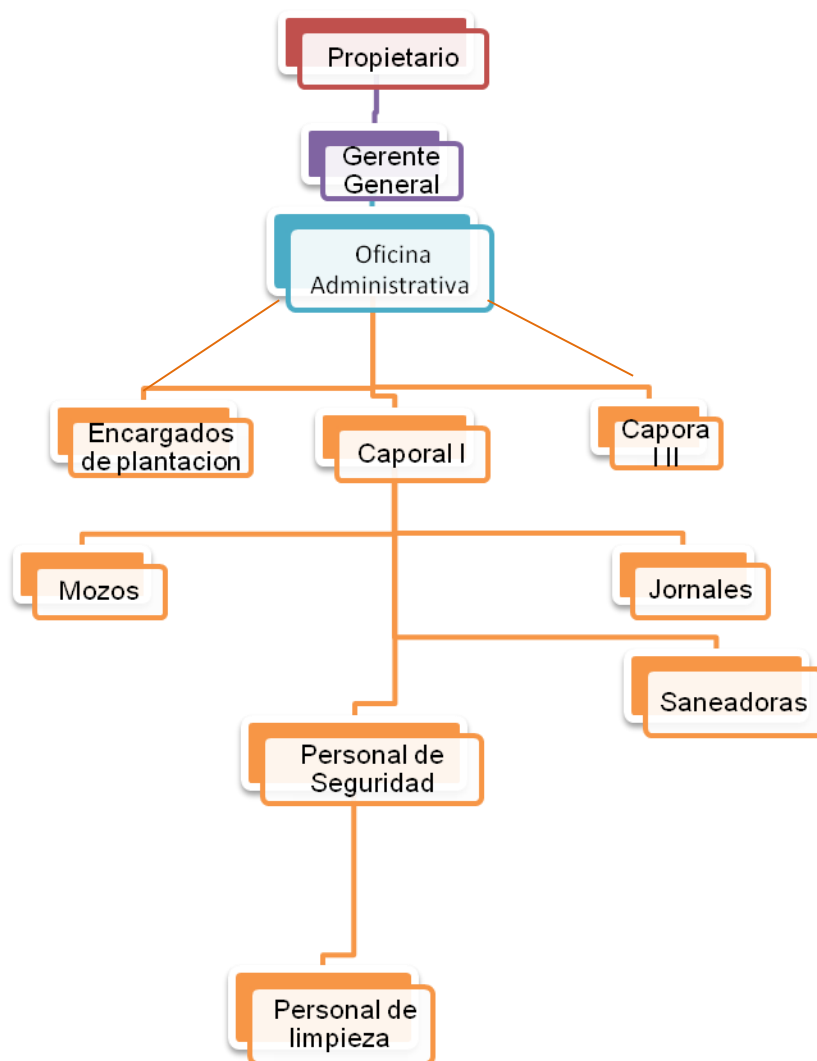 Propietario
Gerente
General
Oficina
Administrativa
Encargados
de plantacion
Caporal I
Capora
l II
Mozos
Jornales
Saneadoras
Personal de
Seguridad
Personal de
limpieza